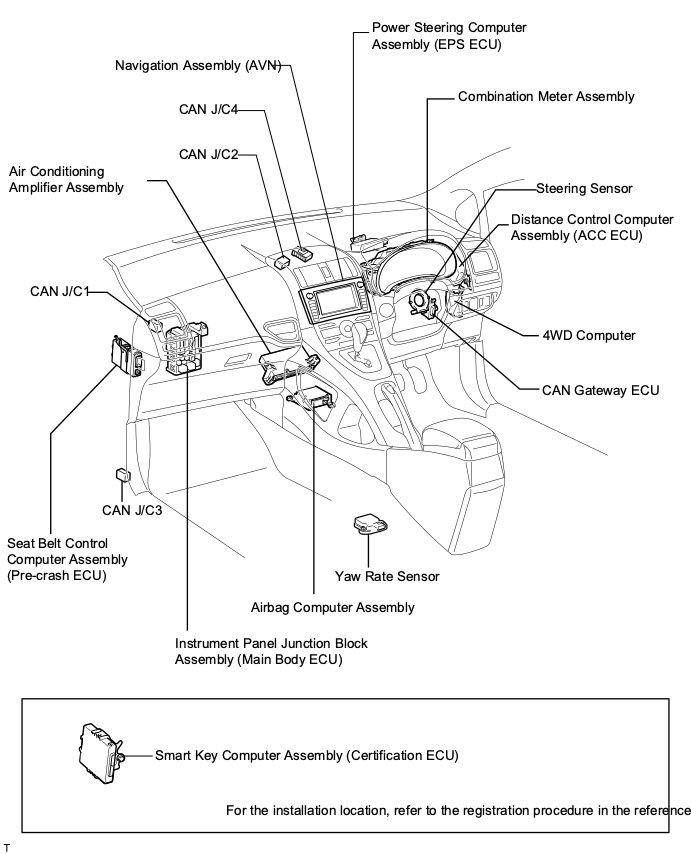 Power Steering Computer
Assembly (EPS ECU)
Navigation Assembly (AVN)
Combination Meter Assembly
CAN J/C4
CAN J/C2
Air Conditioning
Amplifier Assembly
Steering Sensor
Distance Control Computer
Assembly (ACC ECU)
CAN J/C1
4WD Computer
CAN Gateway ECU
CAN J/C3
Seat Belt Control
Computer Assembly
(Pre-crash ECU)
Yaw Rate Sensor
Airbag Computer Assembly
Instrument Panel Junction Block
Assembly (Main Body ECU)
Smart Key Computer Assembly (Certification ECU)
For the installation location, refer to the registration procedure in the reference
T